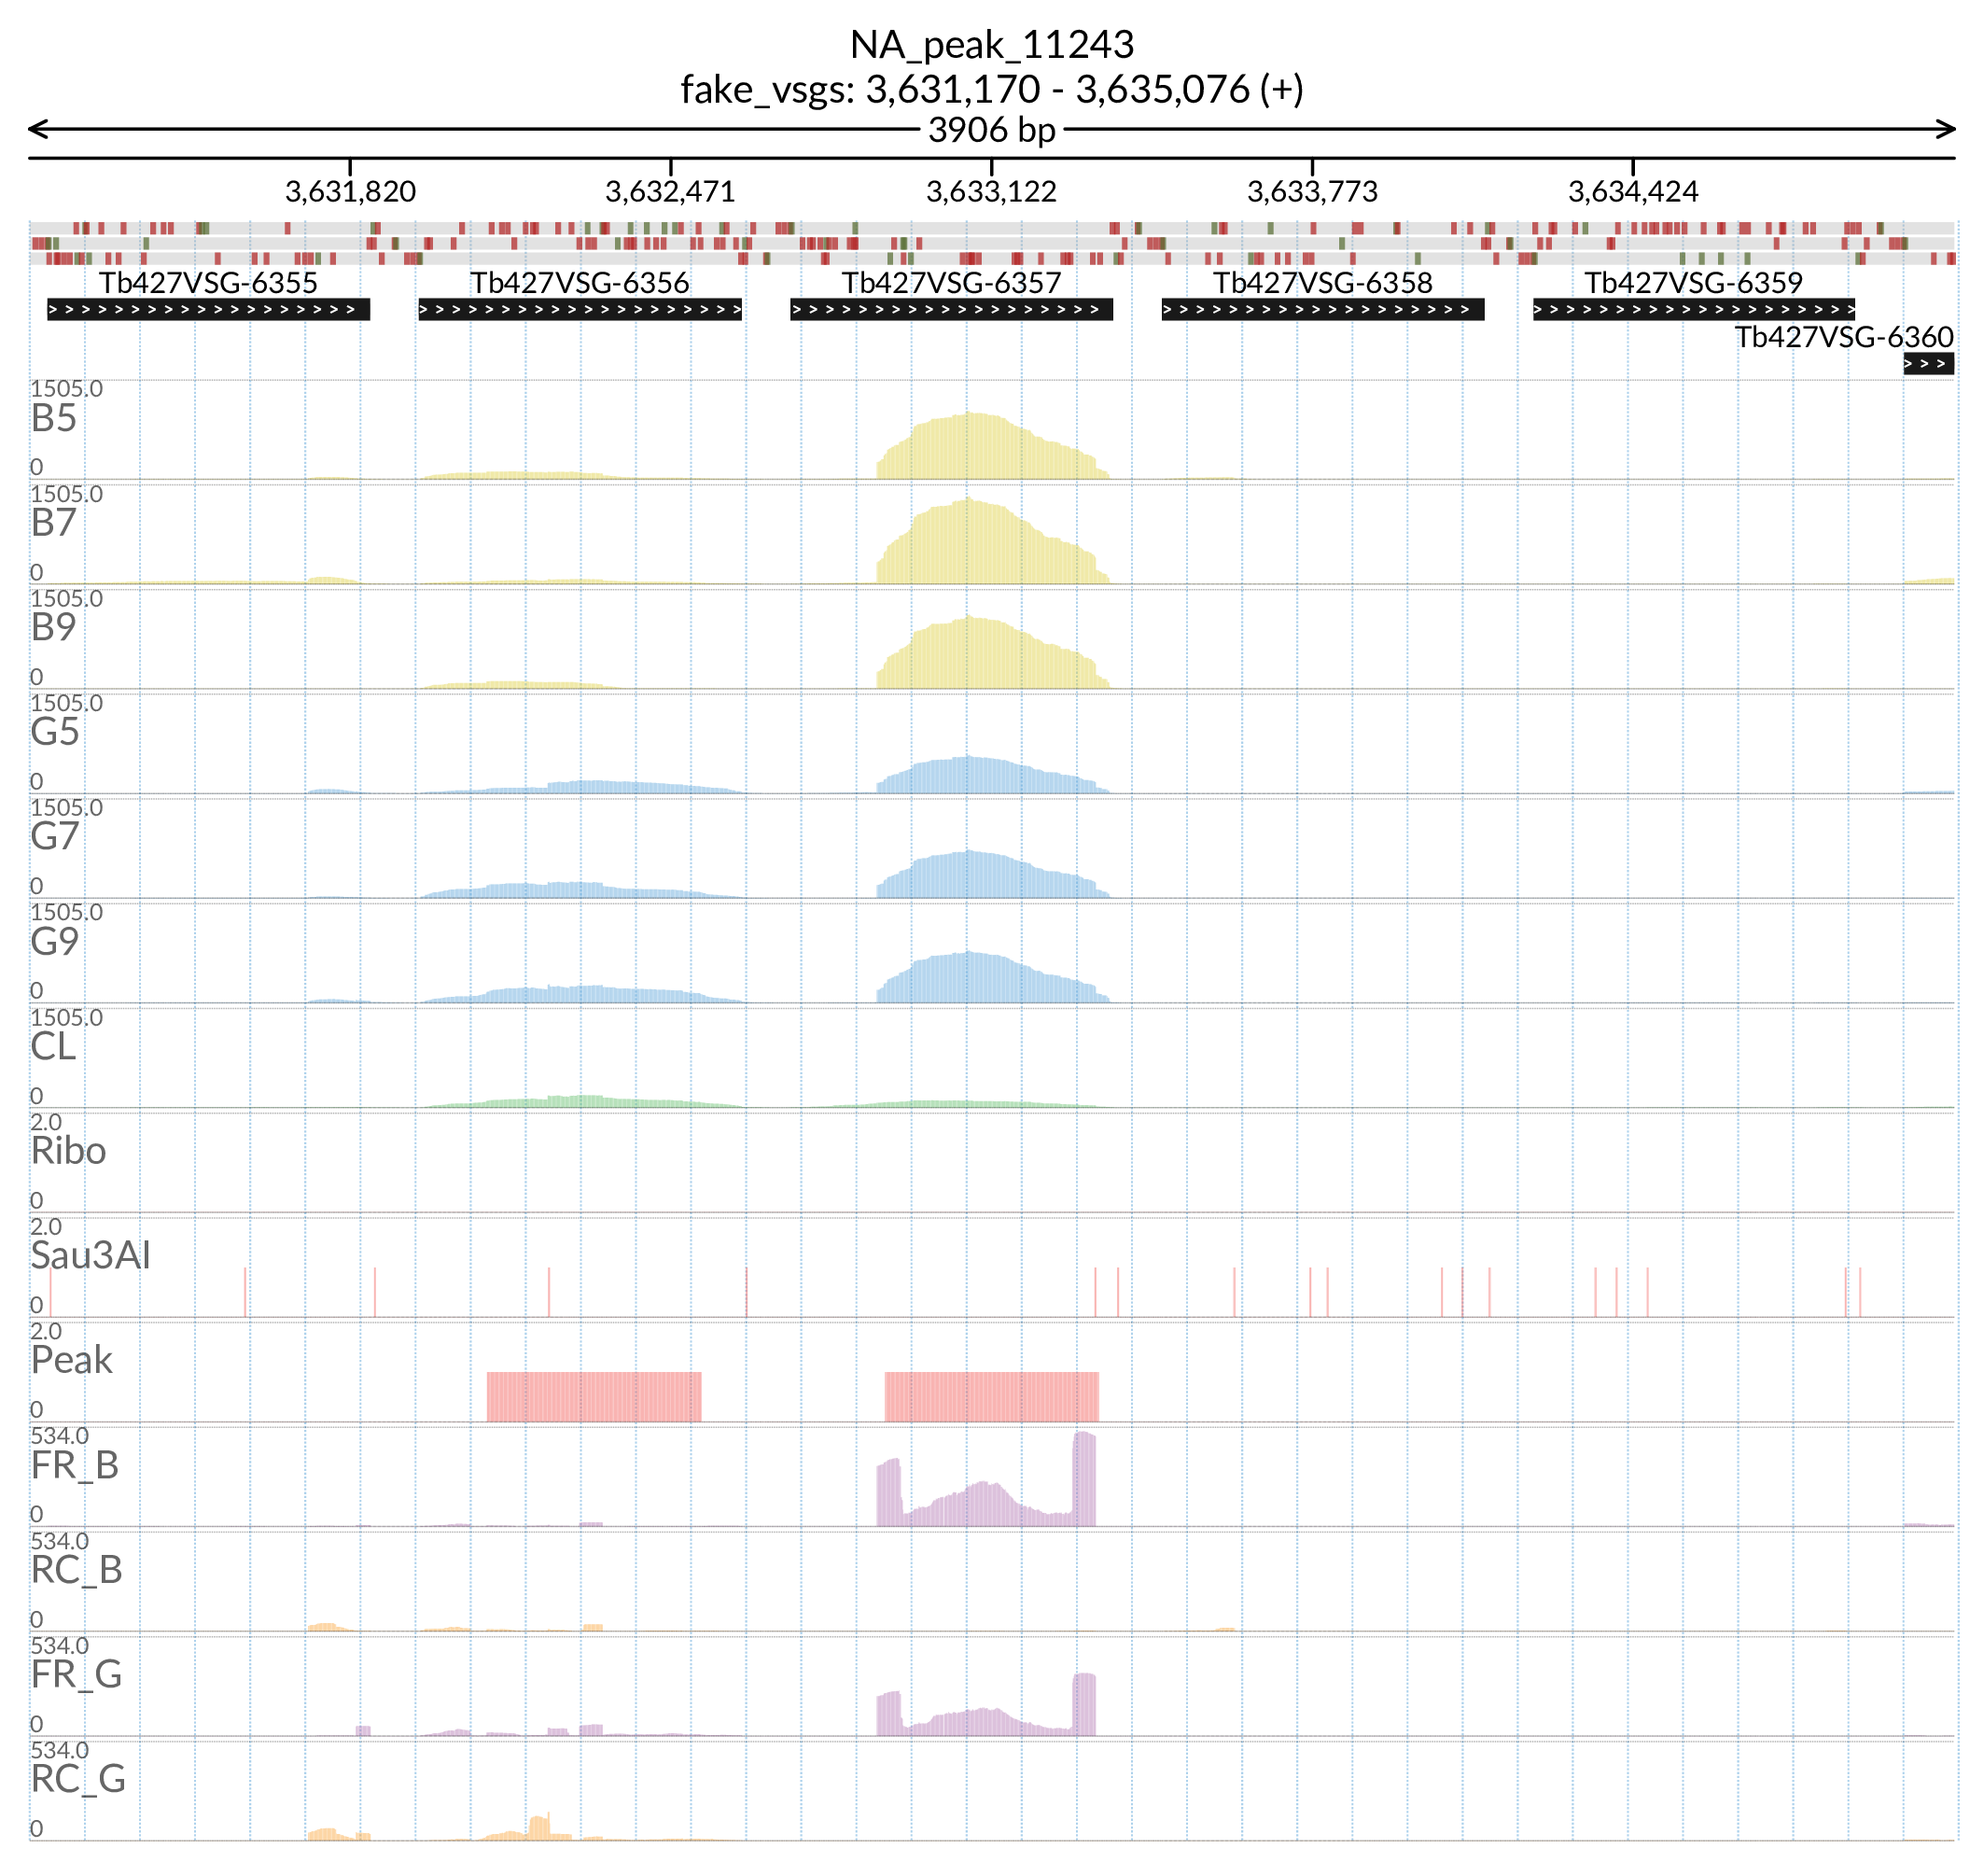 NA_peak_11243
fake_vsgs: 3,631,170 - 3,635,076 (+)
3906 bp
3,631,820 3,632,471 3,633,122 3,633,773 3,634,424
Tb427VSG-6355 Tb427VSG-6356 Tb427VSG-6357 Tb427VSG-6358 Tb427VSG-6359
Tb427VSG-6360
1505.0
B5
0
1505.0
B7
0
1505.0
B9
0
1505.0
G5
0
1505.0
G7
0
1505.0
G9
0
1505.0
CL
0
2.0
Ribo
0
2.0
Sau3AI
0
2.0
Peak
0
534.0
FR_B
0
534.0
RC_B
0
534.0
FR_G
0
534.0
RC_G
0